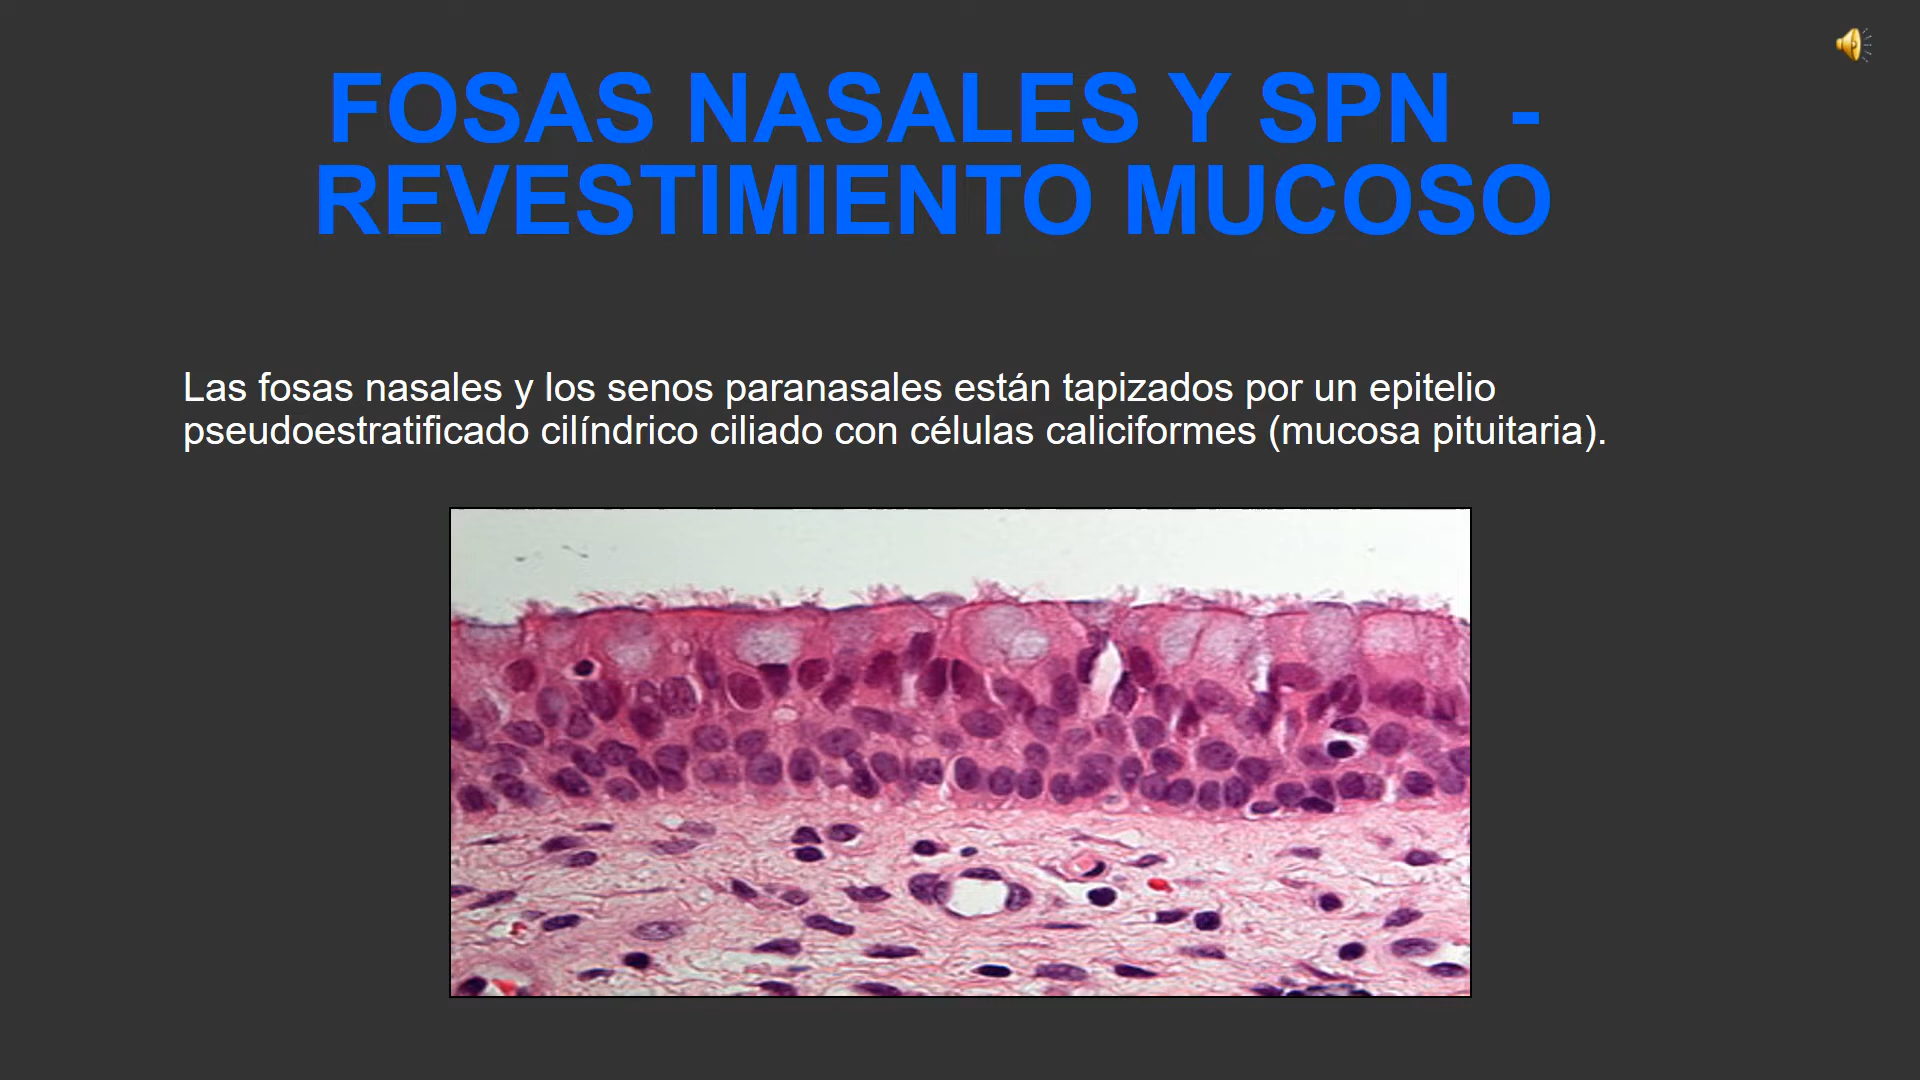 FOSAS NASALES Y SPN -
REVESTIMIENTO MUCOSO
Las fosas nasales y los senos paranasales están tapizados por un epitelio
pseudoestratificado cilíndrico ciliado con células caliciformes (mucosa pituitaria).